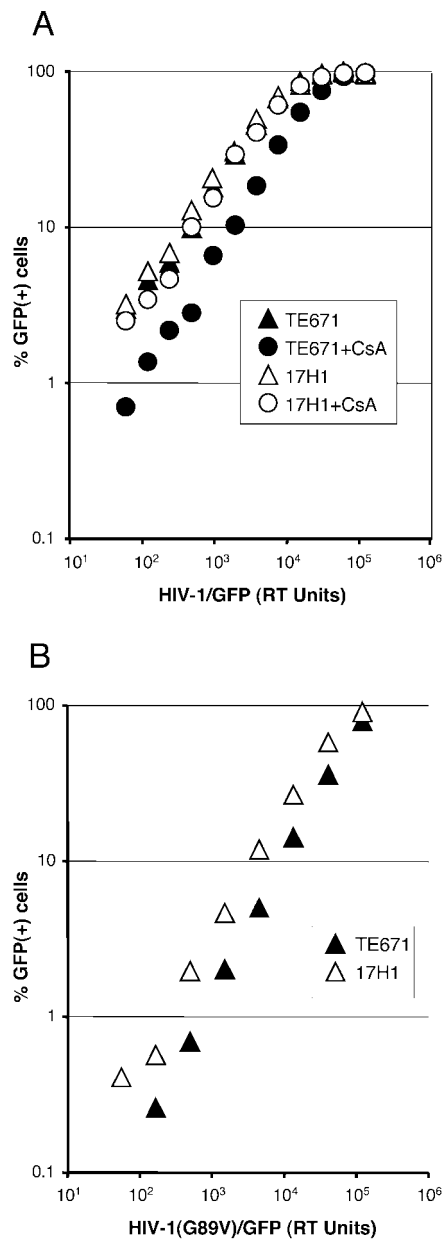 A
100
10
1
0.1
% GFP(+) cells
TE671
TE671+CsA
17H1
17H1+CsA
10¹ 10² 10³ 10⁴ 10⁵ 10⁶
HIV-1/GFP (RT Units)
B
100
10
1
0.1
% GFP(+) cells
TE671
17H1
10¹ 10² 10³ 10⁴ 10⁵ 10⁶
HIV-1(G89V)/GFP (RT Units)